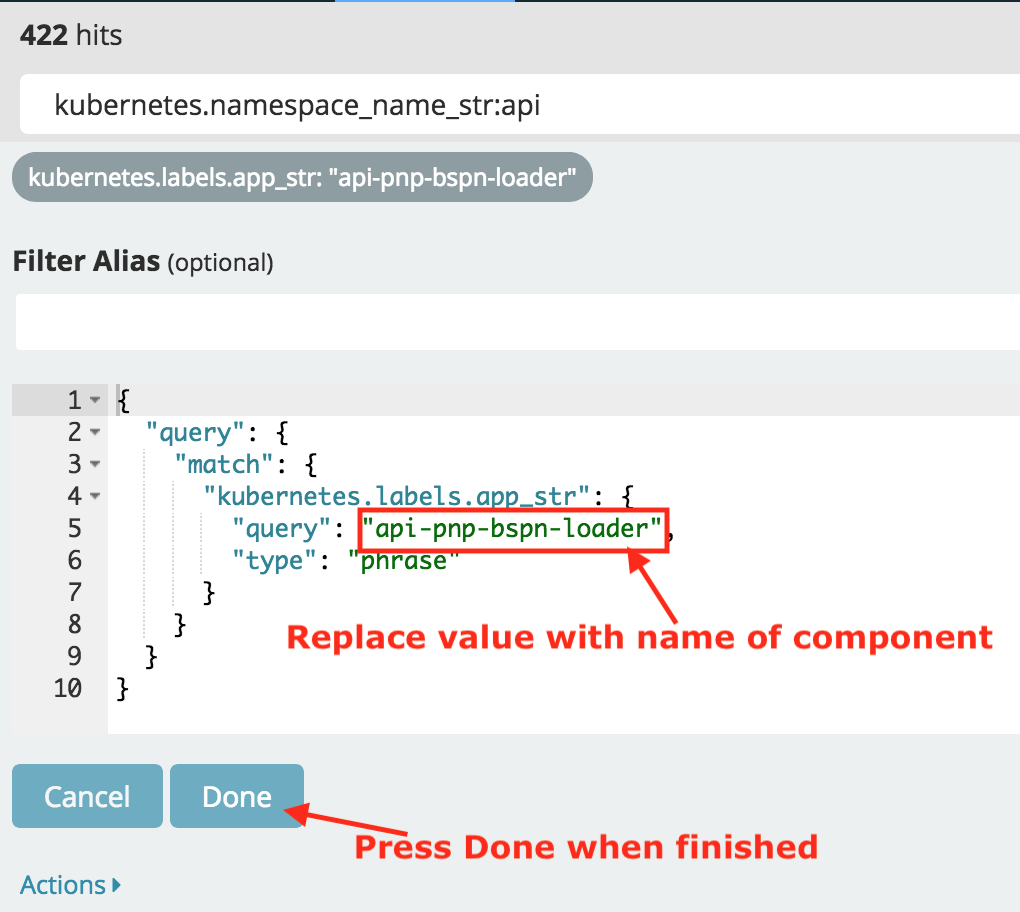 422 hits
kubernetes.namespace_name_str:api
kubernetes.labels.app_str: "api-pnp-bspn-loader"
Filter Alias (optional)
1 {
2 "query": {
3 "match": {
4 "kubernetes.labels.app_str": {
5 "query": "api-pnp-bspn-loader",
6 "type": "phrase"
7 }
8 }
Replace value with name of component
9 }
10 }
Cancel Done
Press Done when finished
Actions